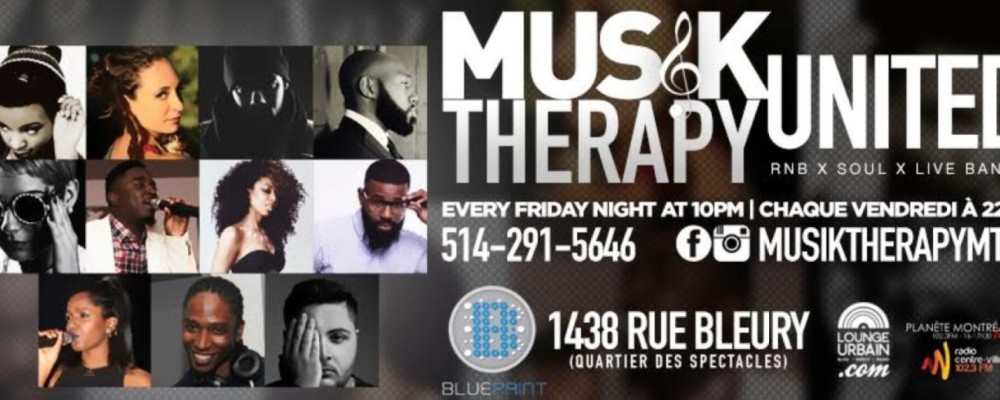 MUSIK
THERAPY
UNITED
RNB X SOUL X LIVE BAN
EVERY FRIDAY NIGHT AT 10PM | CHAQUE VENDREDI À 22
514-291-5646
MUSIKTHERAPYMT
B
BLUEPRINT
1438 RUE BLEURY
(QUARTIER DES SPECTACLES)
LOUNGE
URBAIN
.com
PLANÈTE MONTRÉA
radio
centre-ville
102.3 FM